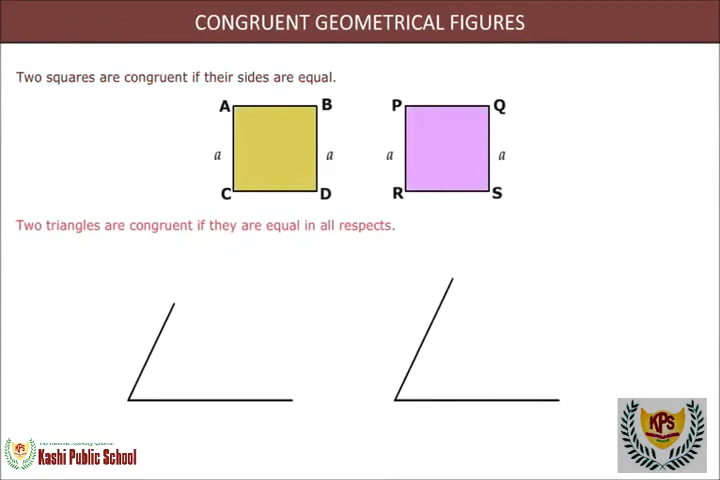 CONGRUENT GEOMETRICAL FIGURES
Two squares are congruent if their sides are equal.
A B P Q
a a a a
C D R S
Two triangles are congruent if they are equal in all respects.
KPS
KPS
Kashi Public School